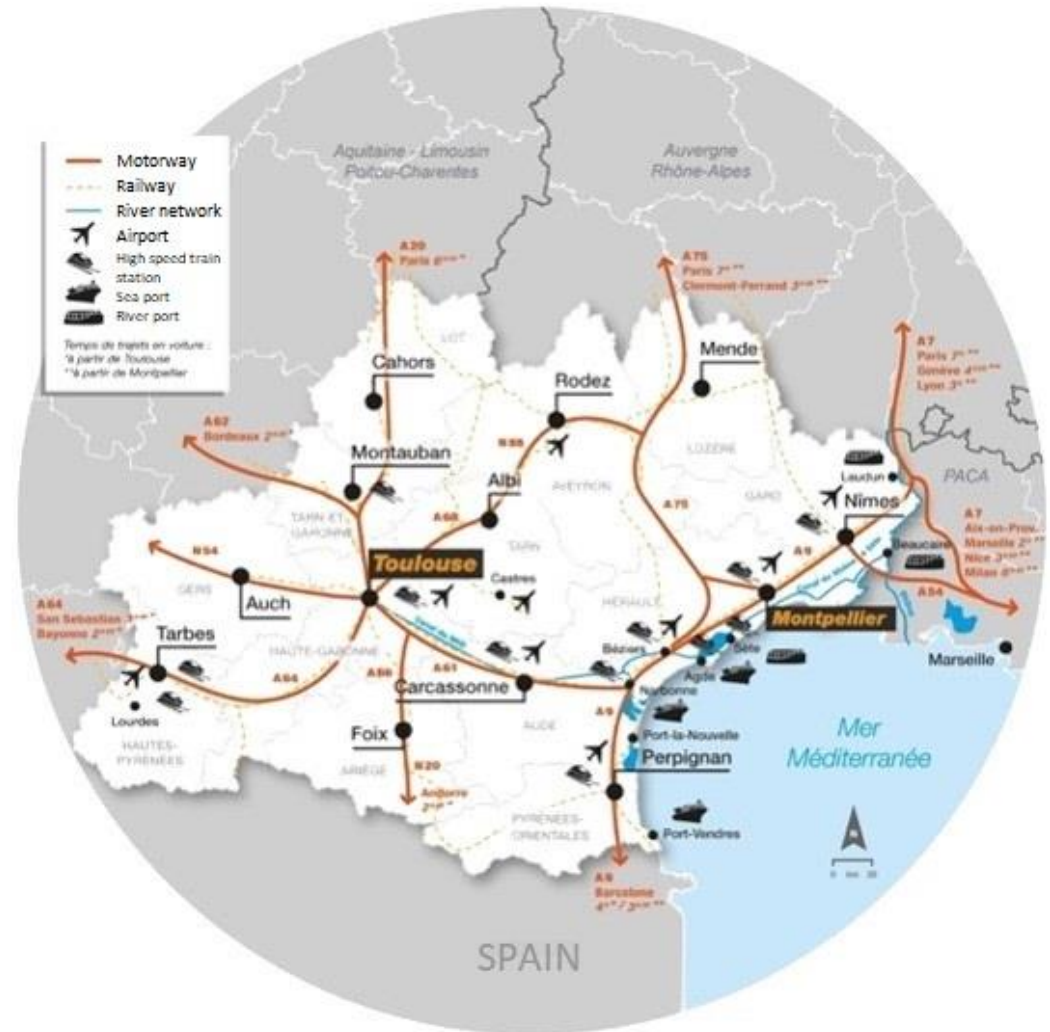 Motorway
Railway
River network
Airport
High speed train
station
Sea port
River port
Temps de trajets en voiture :
*à partir de Toulouse
**à partir de Montpellier
Aquitaine - Limousin
Poitou-Charentes
Auvergne
Rhône-Alpes
A20
Paris
A75
Paris
Clermont-Ferrand
A7
Paris
Genève
Lyon
LOT
Cahors
Mende
Rodez
A62
Bordeaux
Montauban
N88
LOZÈRE
Laudun
PACA
Albi
AVEYRON
GARD
Nîmes
TARN-ET-
GARONNE
A68
A75
A7
Aix-en-Prov.
Marseille
Nice
Milan
Beaucaire
A9
TARN
Toulouse
Castres
A54
GERS
Auch
HÉRAULT
Montpellier
A64
San Sebastian
Bayonne
Tarbes
Canal du Midi
Béziers
Sète
Agde
Marseille
HAUTE-GARONNE
A64
A66
A61
Carcassonne
Narbonne
Lourdes
Foix
AUDE
A9
Port-la-Nouvelle
Mer
Méditerranée
HAUTES-
PYRÉNÉES
ARIÈGE
N20
Andorre
Perpignan
PYRÉNÉES-
ORIENTALES
Port-Vendres
A9
Barcelone
SPAIN